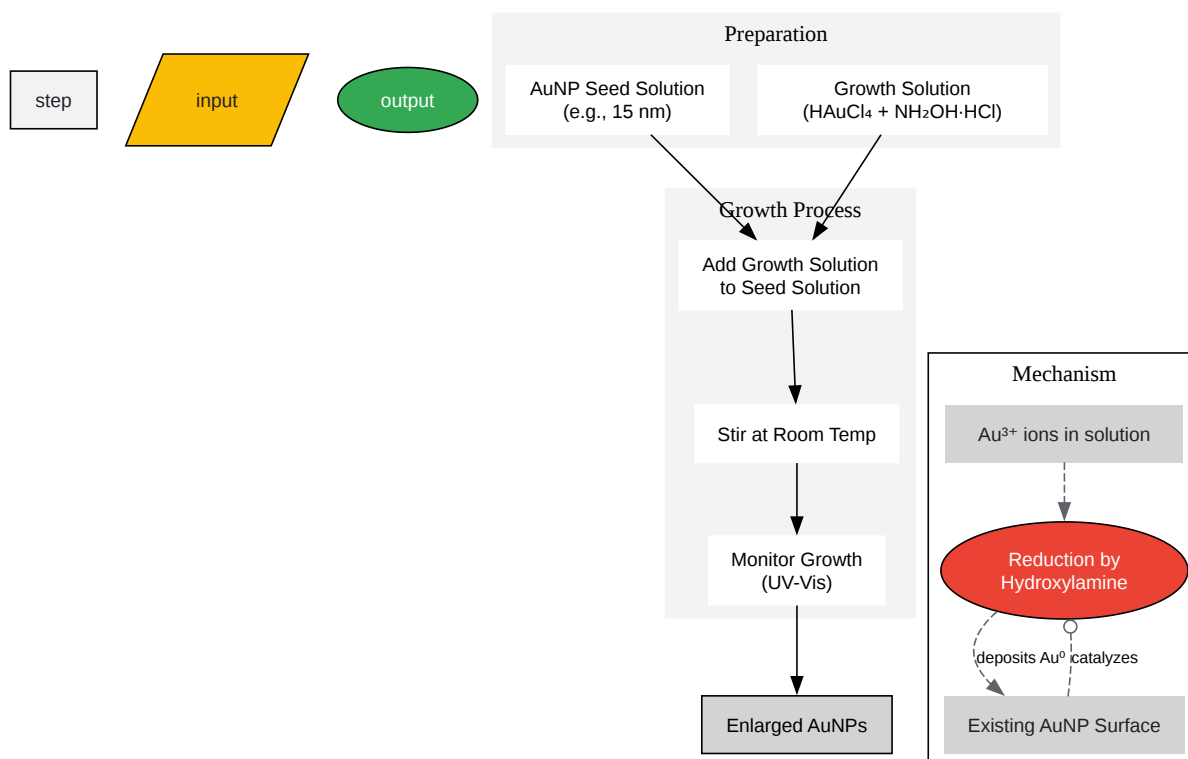 step
input
output
Preparation
AuNP Seed Solution
(e.g., 15 nm)
Growth Solution
(HAuCl₄ + NH₂OH·HCl)
Growth Process
Add Growth Solution
to Seed Solution
Stir at Room Temp
Monitor Growth
(UV-Vis)
Enlarged AuNPs
Mechanism
Au³⁺ ions in solution
Reduction by
Hydroxylamine
deposits Au⁰
catalyzes
Existing AuNP Surface